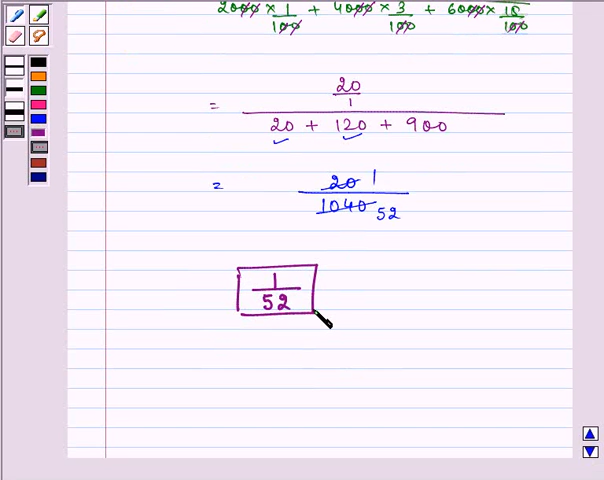 2000 × 1/100 + 4000 × 3/100 + 6000 × 15/100
= 20/1
20 + 120 + 900
= 20 1
1040 52
1
52